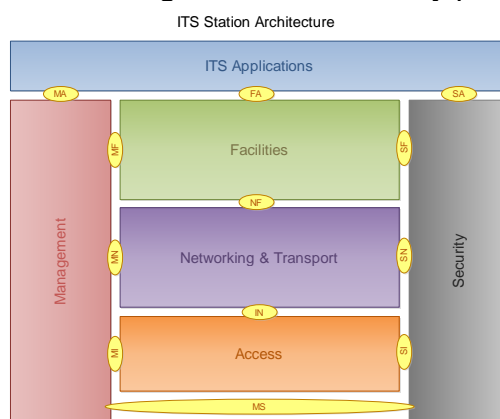 ITS Station Architecture
ITS Applications
MA
FA
SA
MF
Facilities
SF
NF
Management
MN
Networking & Transport
SN
Security
IN
MI
Access
SI
MS